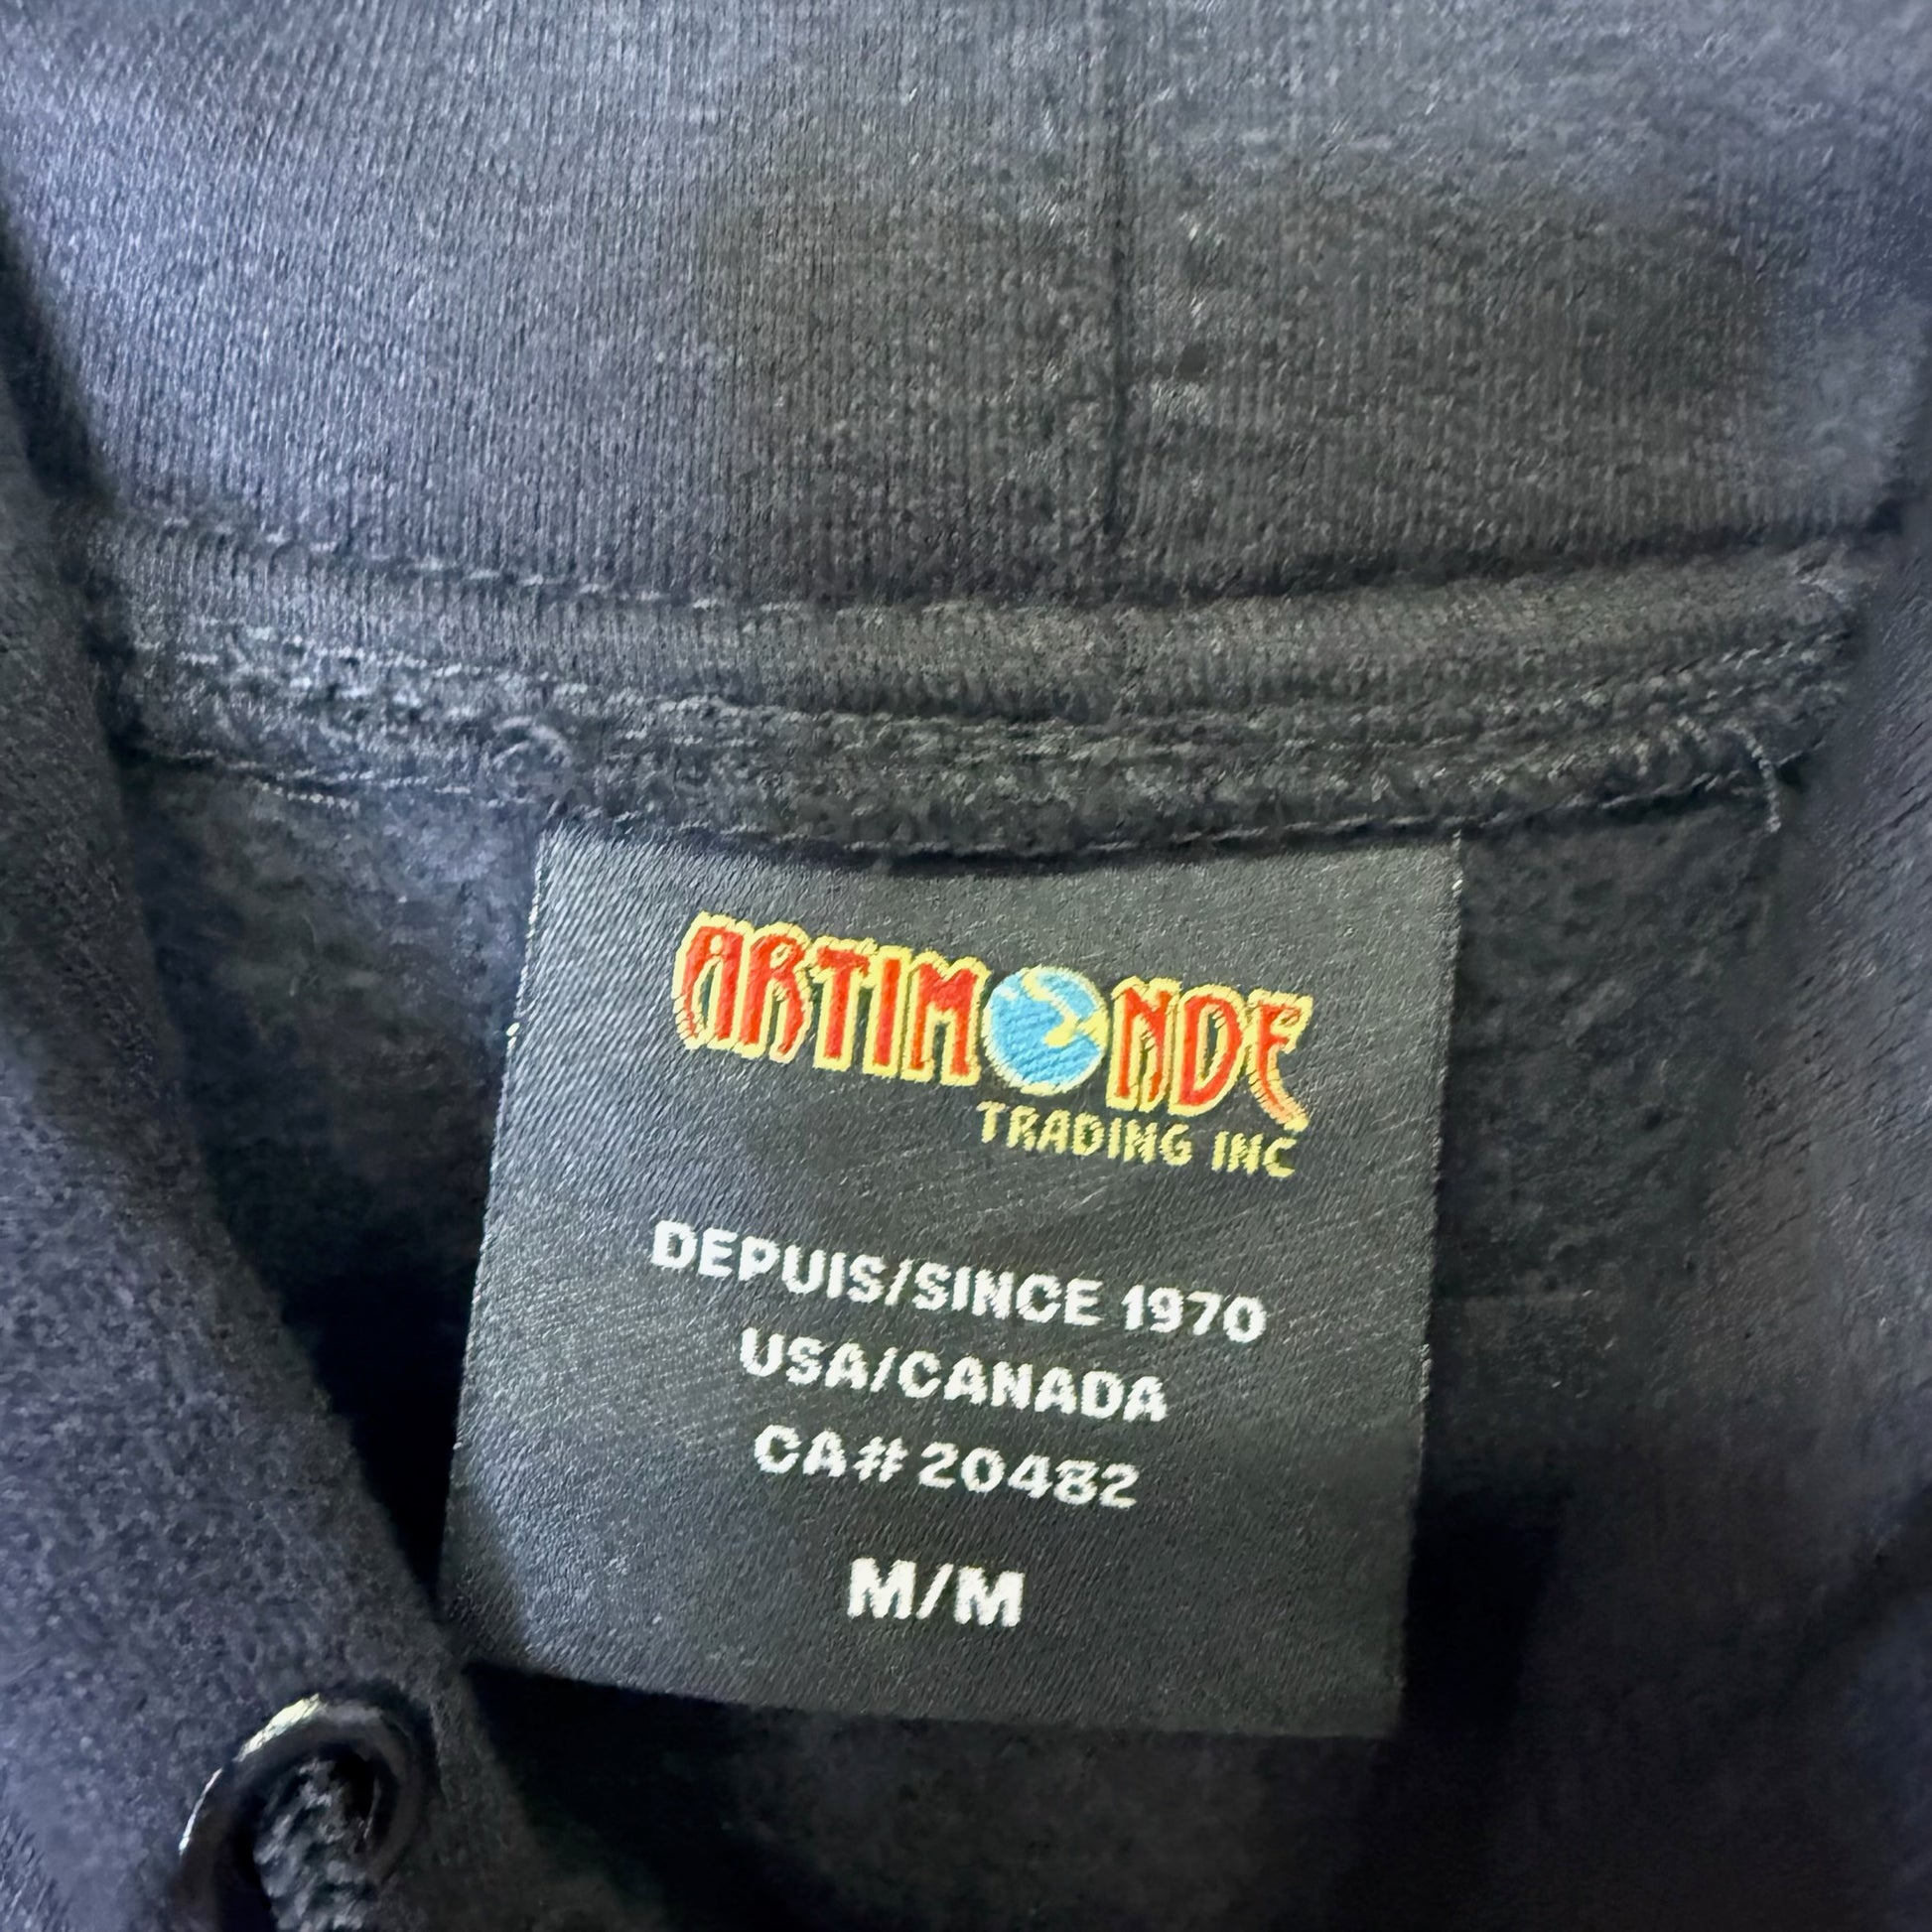 ARTIMONDE
TRADING INC
DEPUIS/SINCE 1970
USA/CANADA
CA#20482
M/M